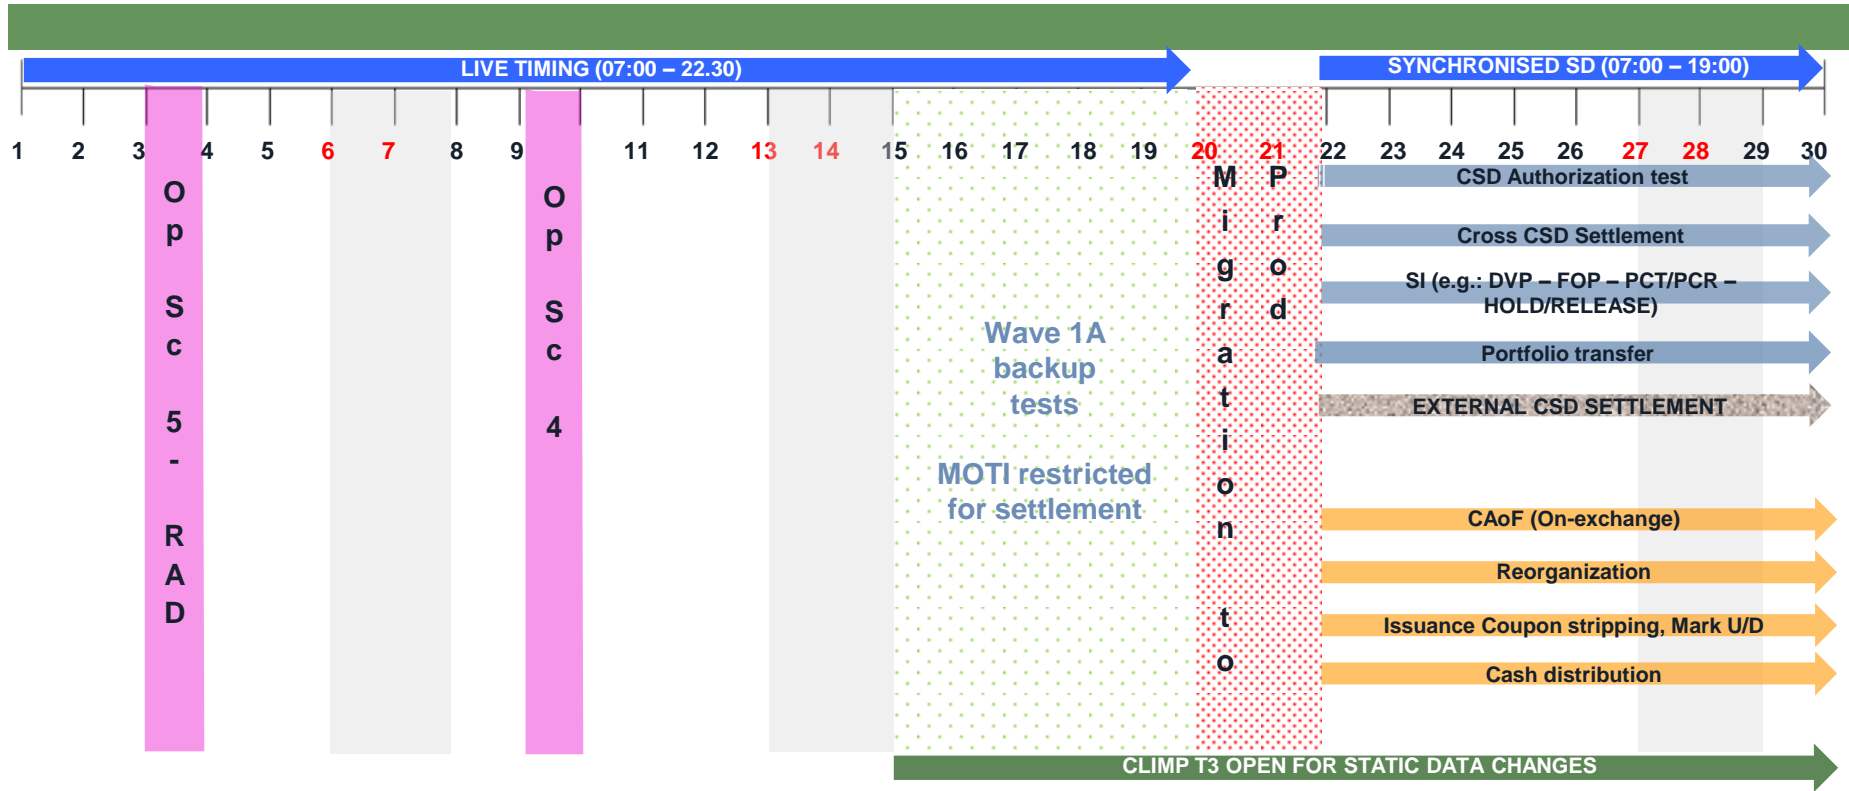 LIVE TIMING (07:00 – 22.30)
SYNCHRONISED SD (07:00 – 19:00)
1 2 3 4 5 6 7 8 9 11 12 13 14 15 16 17 18 19 20 21 22 23 24 25 26 27 28 29 30
Op Sc 5- RAD
Op Sc 4
Wave 1A
backup
tests
MOTI restricted
for settlement
Migration to
Prod
CSD Authorization test
Cross CSD Settlement
SI (e.g.: DVP – FOP – PCT/PCR –
HOLD/RELEASE)
Portfolio transfer
EXTERNAL CSD SETTLEMENT
CAoF (On-exchange)
Reorganization
Issuance Coupon stripping, Mark U/D
Cash distribution
CLIMP T3 OPEN FOR STATIC DATA CHANGES